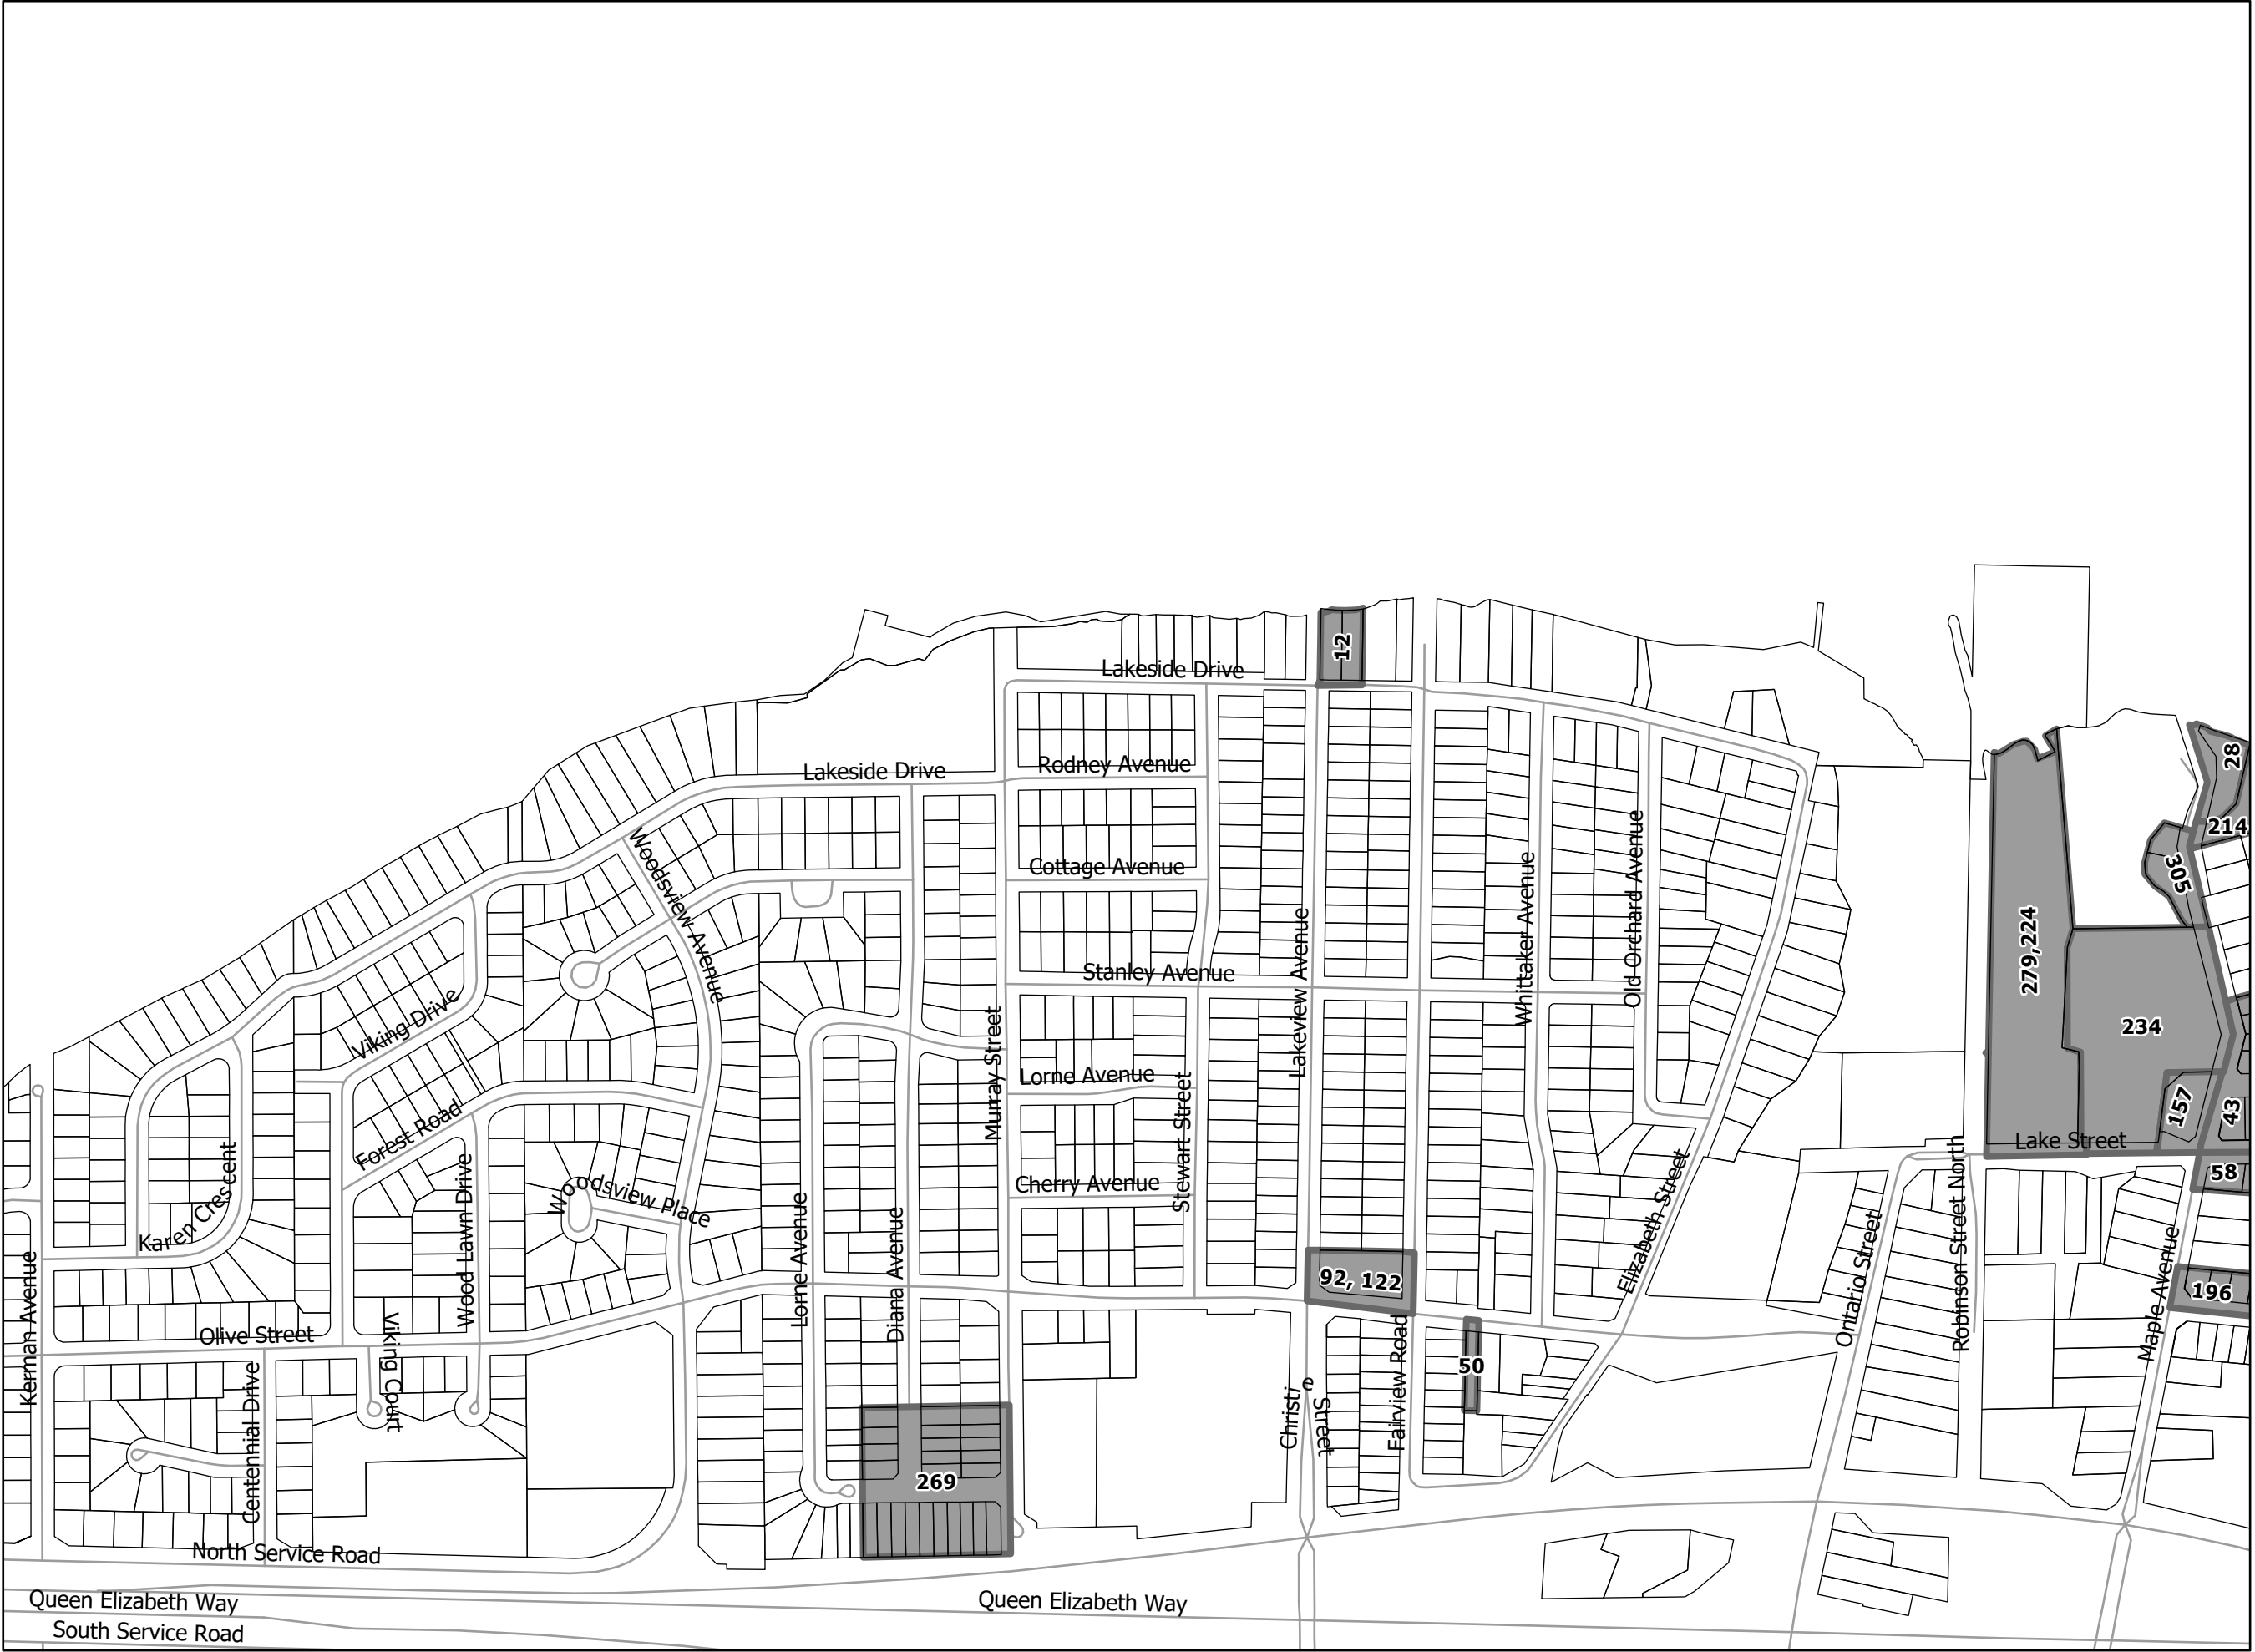 12
Lakeside Drive
28
Rodney Avenue
Lakeside Drive
214
Woodsview Avenue
Cottage Avenue
305
Old Orchard Avenue
Whittaker Avenue
Lakeview Avenue
279,224
Stanley Avenue
Viking Drive
234
Murray Street
Lorne Avenue
Forest Road
Stewart Street
157
43
Lake Street
Karen Crescent
Wood Lawn Drive
Woodsview Place
Cherry Avenue
Elizabeth Street
Robinson Street North
58
Lorne Avenue
Diana Avenue
92, 122
Ontario Street
Maple Avenue
196
Kerman Avenue
Olive Street
Viking Court
Centennial Drive
Christie Street
Fairview Road
50
269
North Service Road
Queen Elizabeth Way
Queen Elizabeth Way
South Service Road